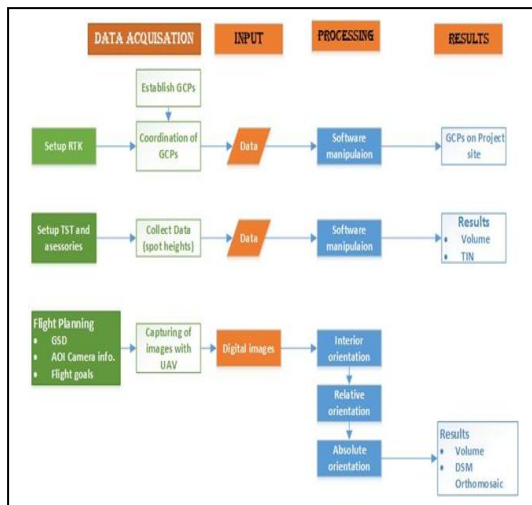 DATA ACQUISATION
INPUT
PROCESSING
RESULTS
Establish GCPs
Setup RTK
Coordination of
GCPs
Data
Software
manipulaion
GCPs on Project
site
Setup TST and
asessories
Collect Data
(spot heights)
Data
Software
manipulaion
Results
• Volume
• TIN
Flight Planning
• GSD
• AOI Camera info.
• Flight goals
Capturing of
images with
UAV
Digital images
Interior
orientation
Relative
orientation
Absolute
orientation
Results
• Volume
• DSM
Orthomosaic